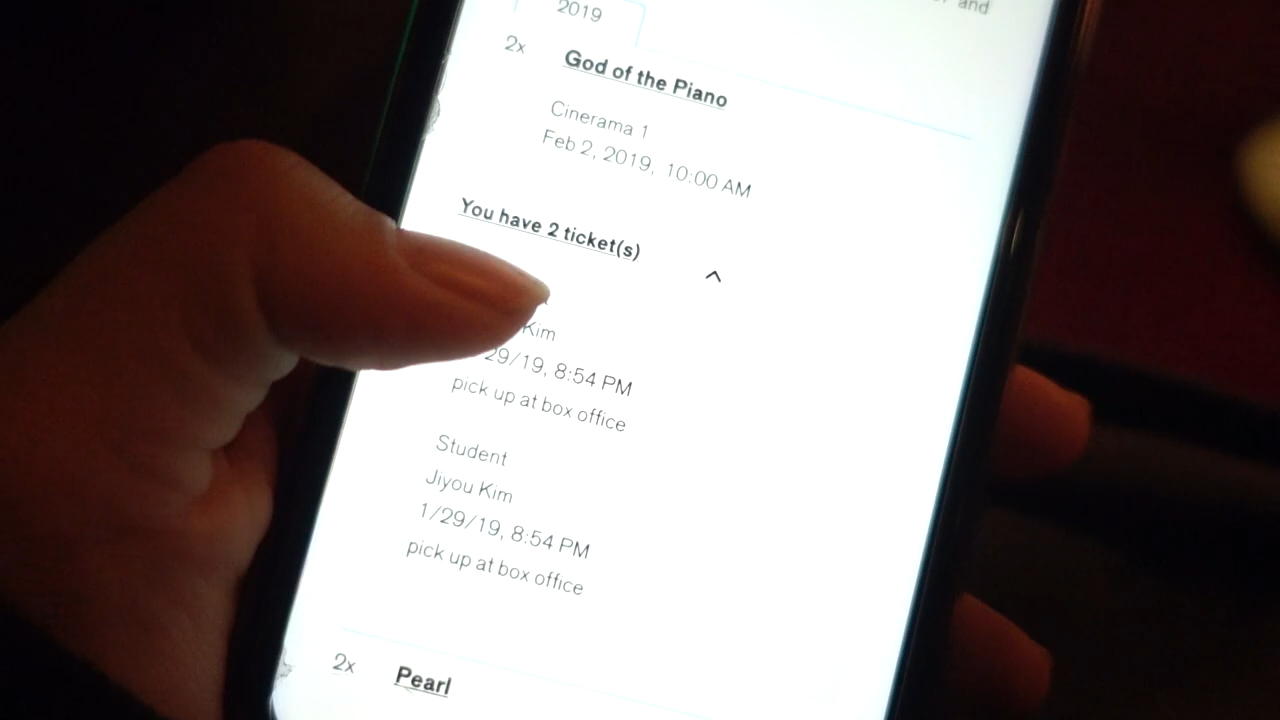 and
2019
2x
God of the Piano
Cinerama 1
Feb 2, 2019, 10:00 AM
You have 2 ticket(s)
Kim
29/19, 8:54 PM
pick up at box office
Student
Jiyou Kim
1/29/19, 8:54 PM
pick up at box office
2x
Pearl